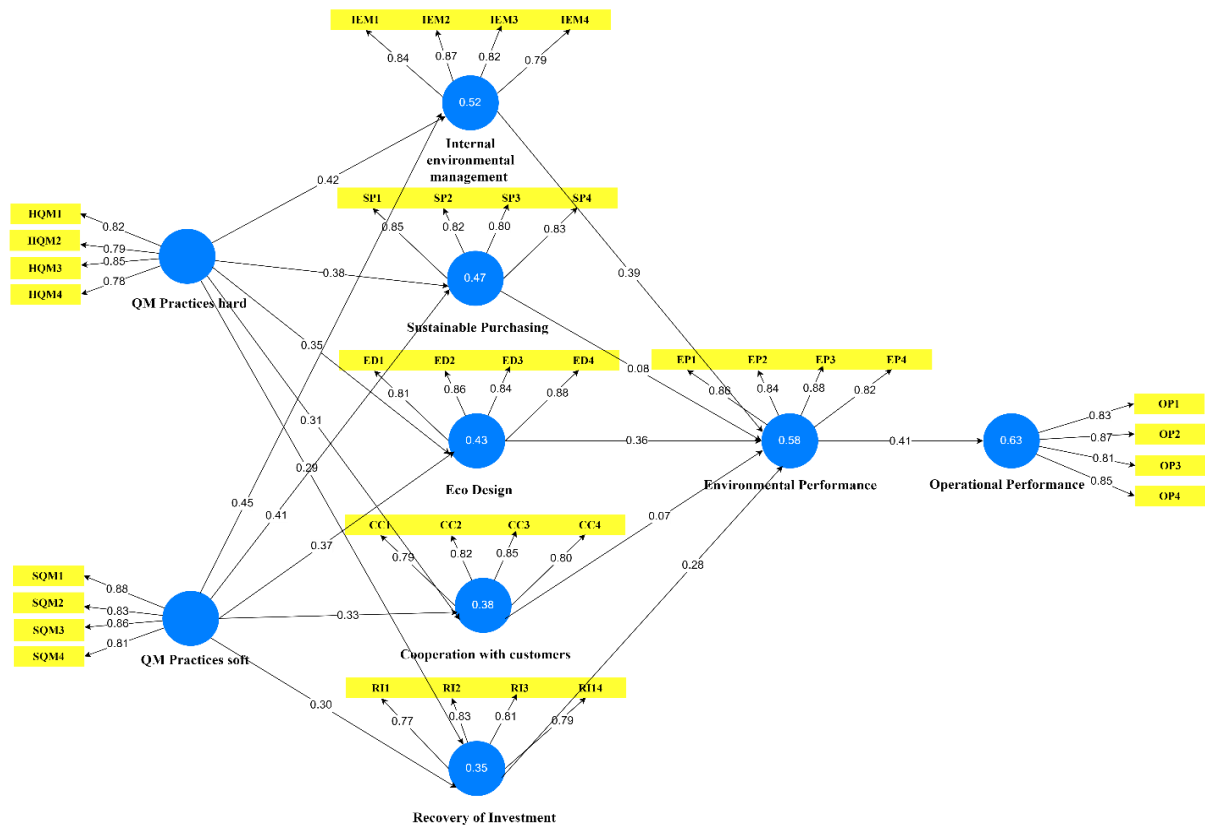 IEM1 IEM2 IEM3 IEM4
0.84 0.87 0.82 0.79
0.52
Internal
environmental
management
0.42
SP1 SP2 SP3 SP4
0.85 0.82 0.80 0.83
HQM1
HQM2
HQM3
HQM4
0.82
0.79
0.85
0.78
QM Practices hard
0.38
0.47
0.39
Sustainable Purchasing
0.35
ED1 ED2 ED3 ED4
0.81 0.86 0.84 0.88
0.08
EP1 EP2 EP3 EP4
0.86 0.84 0.88 0.82
0.31
0.43
0.36
0.58
0.41
0.63
OP1
OP2
OP3
OP4
0.83
0.87
0.81
0.85
Eco Design
Environmental Performance
Operational Performance
0.29
0.45
0.41
0.37
CC1 CC2 CC3 CC4
0.79 0.82 0.85 0.80
0.07
0.28
SQM1
SQM2
SQM3
SQM4
0.88
0.83
0.86
0.81
QM Practices soft
0.33
0.38
Cooperation with customers
RI1 RI2 RI3 RI14
0.77 0.83 0.81 0.79
0.30
0.35
Recovery of Investment